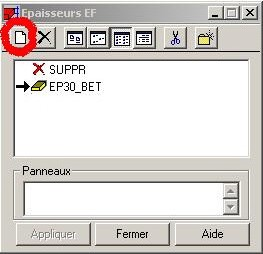 Epaisseurs EF
SUPPR
EP30_BET
Panneaux
Appliquer Fermer Aide